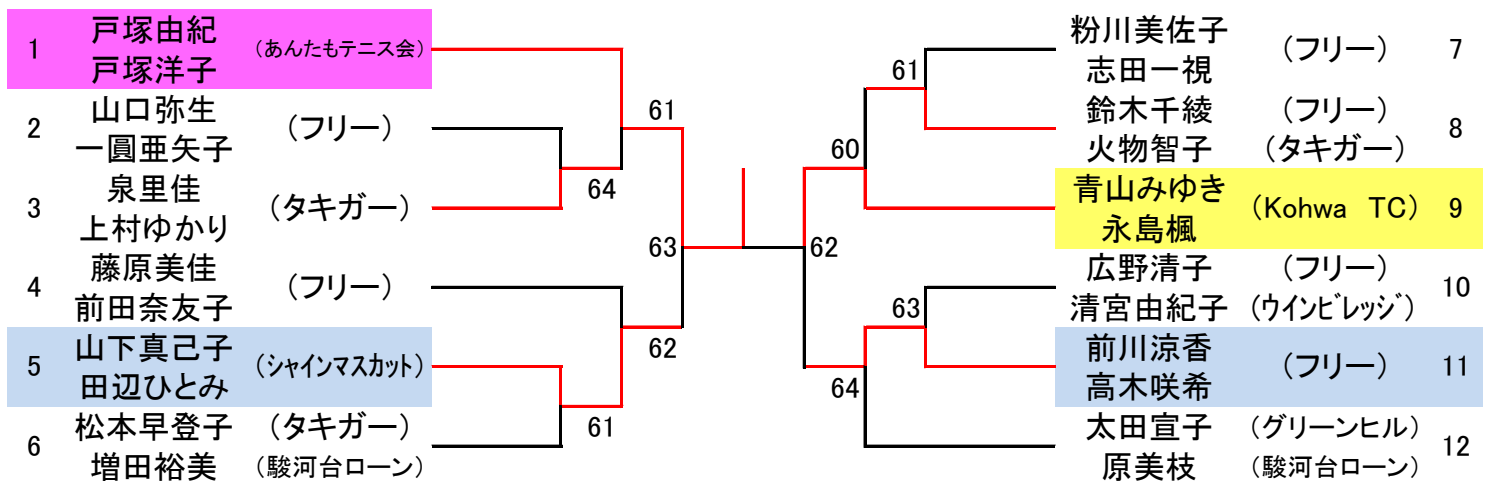 1 戸塚由紀 (あんたもテニス会)
戸塚洋子
2 山口弥生 (フリー)
一圓亜矢子
3 泉里佳 (タキガー)
上村ゆかり
4 藤原美佳 (フリー)
前田奈友子
5 山下真己子 (シャインマスカット)
田辺ひとみ
6 松本早登子 (タキガー)
増田裕美 (駿河台ローン)
61
64
63
62
61
61
60
62
63
64
粉川美佐子 (フリー) 7
志田一視
鈴木千綾 (フリー) 8
火物智子 (タキガー)
青山みゆき (Kohwa TC) 9
永島楓
広野清子 (フリー) 10
清宮由紀子 (ウインビレッジ)
前川涼香 (フリー) 11
高木咲希
太田宣子 (グリーンヒル) 12
原美枝 (駿河台ローン)